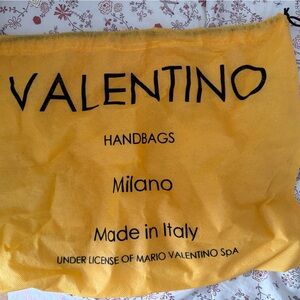 VALENTINO
HANDBAGS
Milano
Made in Italy
UNDER LICENSE OF MARIO VALENTINO SpA